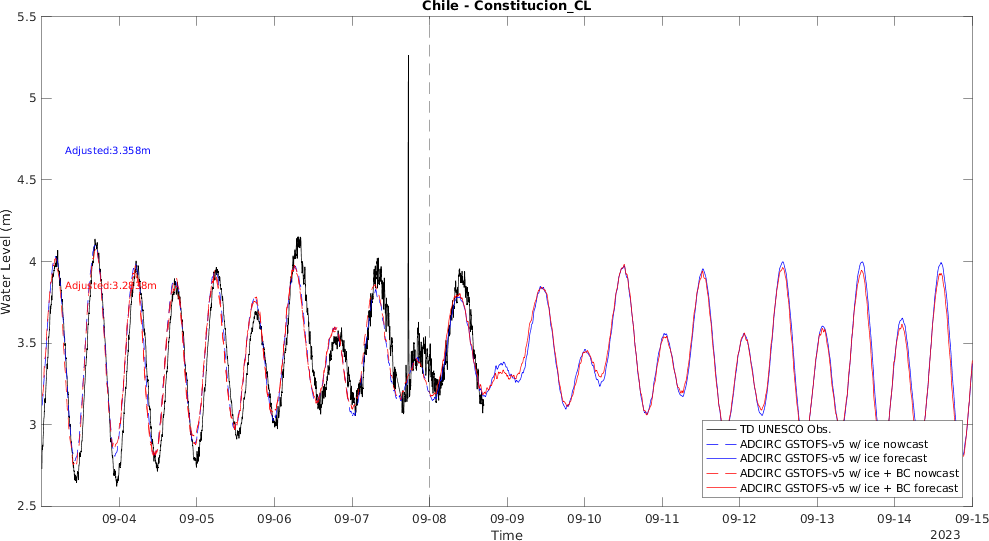 Chile - Constitucion_CL
5.5
5
4.5
4
3.5
3
2.5
Water Level (m)
Adjusted:3.358m
Adjusted:3.2838m
TD UNESCO Obs.
ADCIRC GSTOFS-v5 w/ ice nowcast
ADCIRC GSTOFS-v5 w/ ice forecast
ADCIRC GSTOFS-v5 w/ ice + BC nowcast
ADCIRC GSTOFS-v5 w/ ice + BC forecast
09-04 09-05 09-06 09-07 09-08 09-09 09-10 09-11 09-12 09-13 09-14 09-15
Time
2023